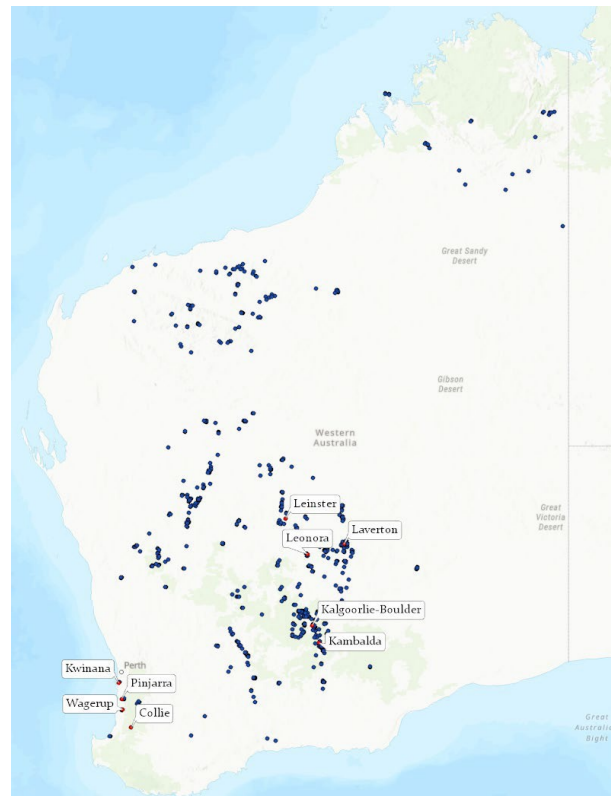 Great Sandy
Desert
Gibson
Desert
Western
Australia
Leinster
Great
Victoria
Desert
Laverton
Leonora
Kalgoorlie-Boulder
Kambalda
Kwinana
Perth
Pinjarra
Wagerup
Collie
Great
Australia
Bight